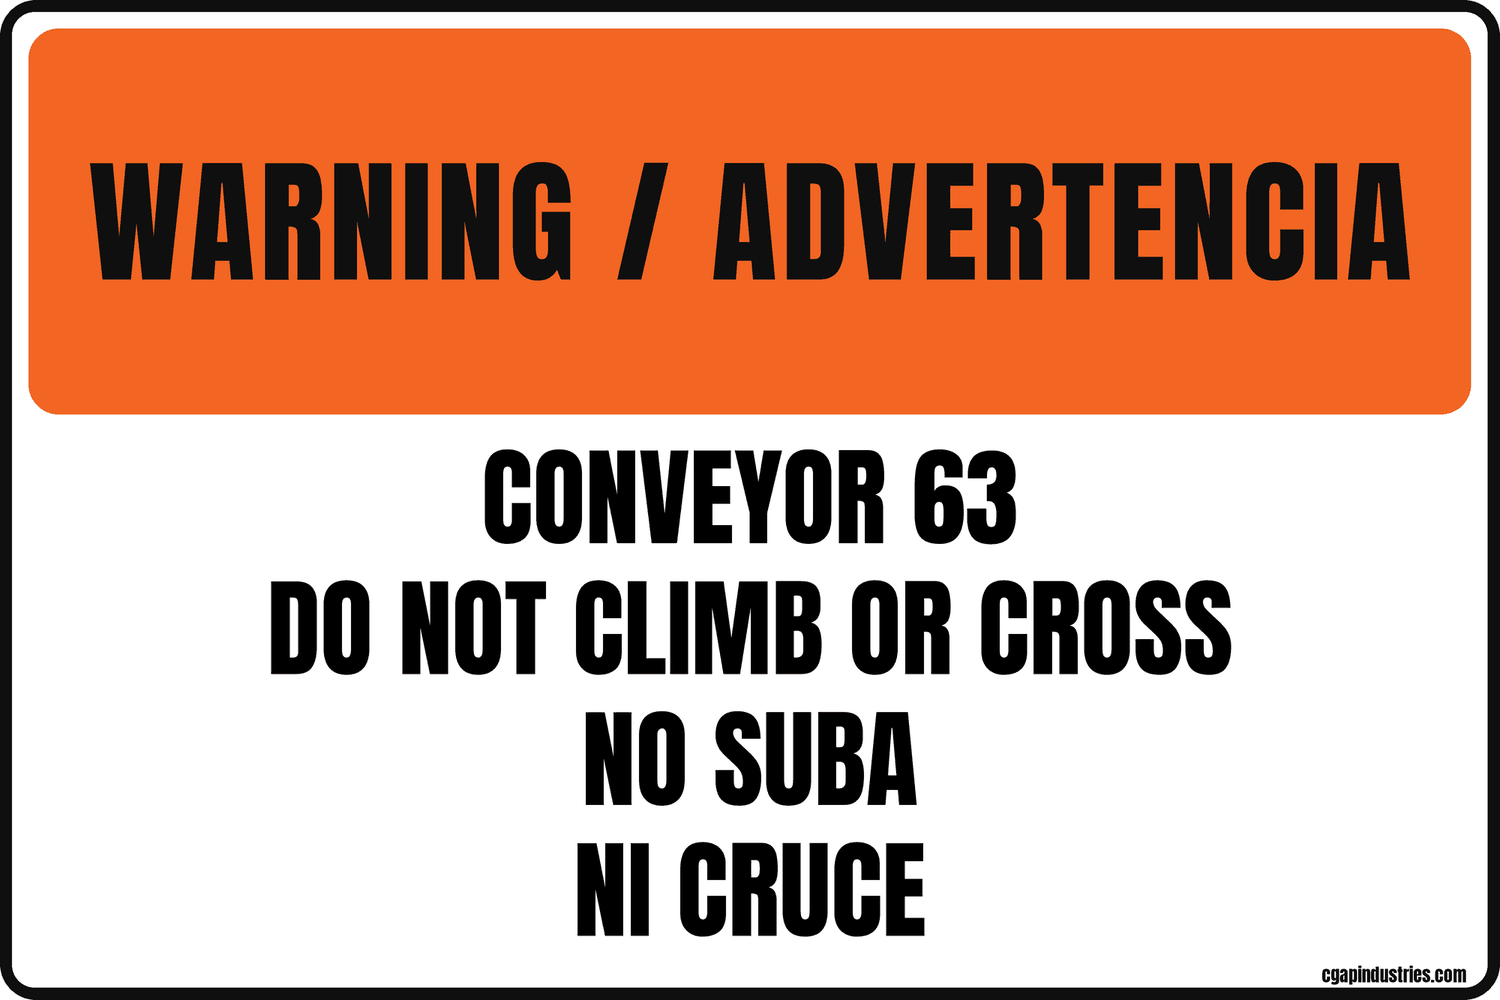 WARNING / ADVERTENCIA
CONVEYOR 63
DO NOT CLIMB OR CROSS
NO SUBA
NI CRUCE
cgapindustries.com